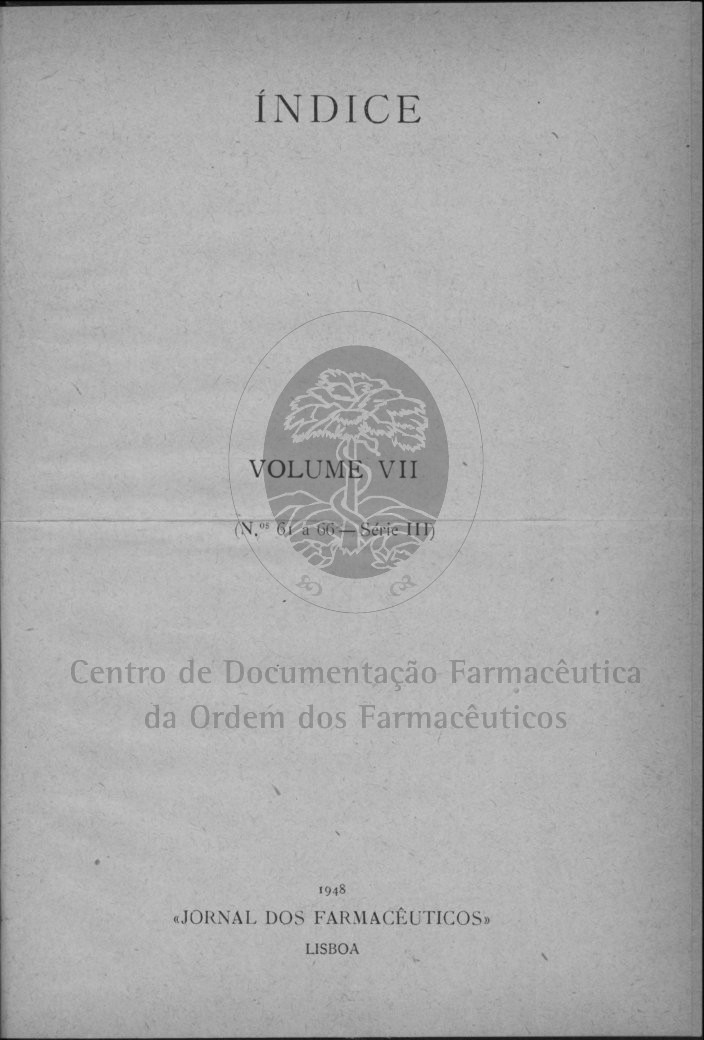 ÍNDICE
VOLUME VII
(N.os 61 a 66 — Série III)
Centro de Documentação Farmacêutica
da Ordem dos Farmacêuticos
1948
«JORNAL DOS FARMACÊUTICOS»
LISBOA